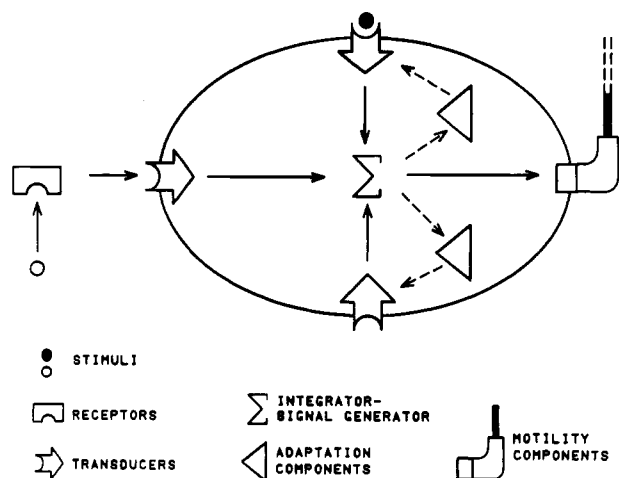 Σ
STIMULI
RECEPTORS
TRANSDUCERS
Σ INTEGRATOR-
SIGNAL GENERATOR
ADAPTATION
COMPONENTS
MOTILITY
COMPONENTS